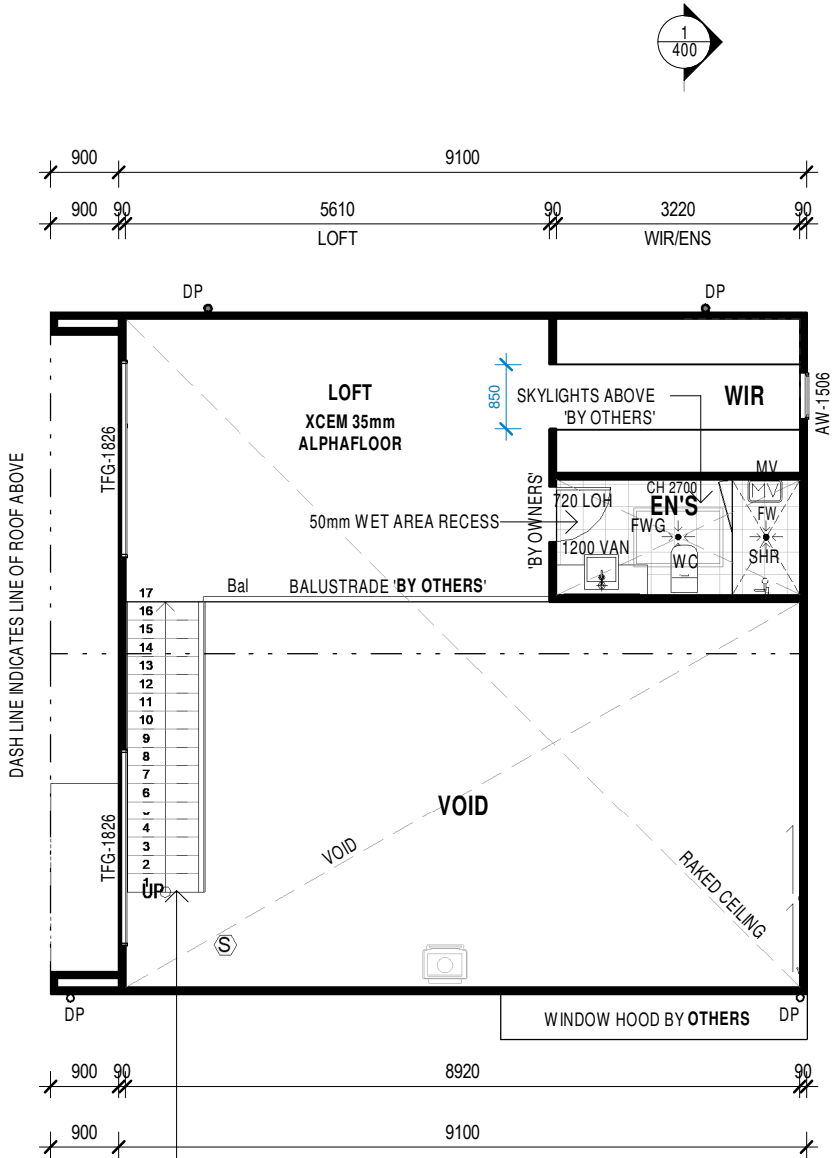 1
400
900
9100
900
90
5610
90
3220
90
LOFT
WIR/ENS
DP
DP
LOFT
XCEM 35mm
ALPHAFLOOR
850
SKYLIGHTS ABOVE
'BY OTHERS'
WIR
AW-1506
TFG-1826
DASH LINE INDICATES LINE OF ROOF ABOVE
50mm WET AREA RECESS
'BY OWNERS'
720 LOH
CH 2700
EN'S
FWG
MV
MV
FW
1200 VAN
WC
SHR
Bal
BALUSTRADE 'BY OTHERS'
17
16
15
14
13
12
11
10
9
8
7
6
4
3
2
1
UP
TFG-1826
VOID
VOID
RAKED CEILING
S
DP
WINDOW HOOD BY OTHERS
DP
900
90
8920
90
900
9100